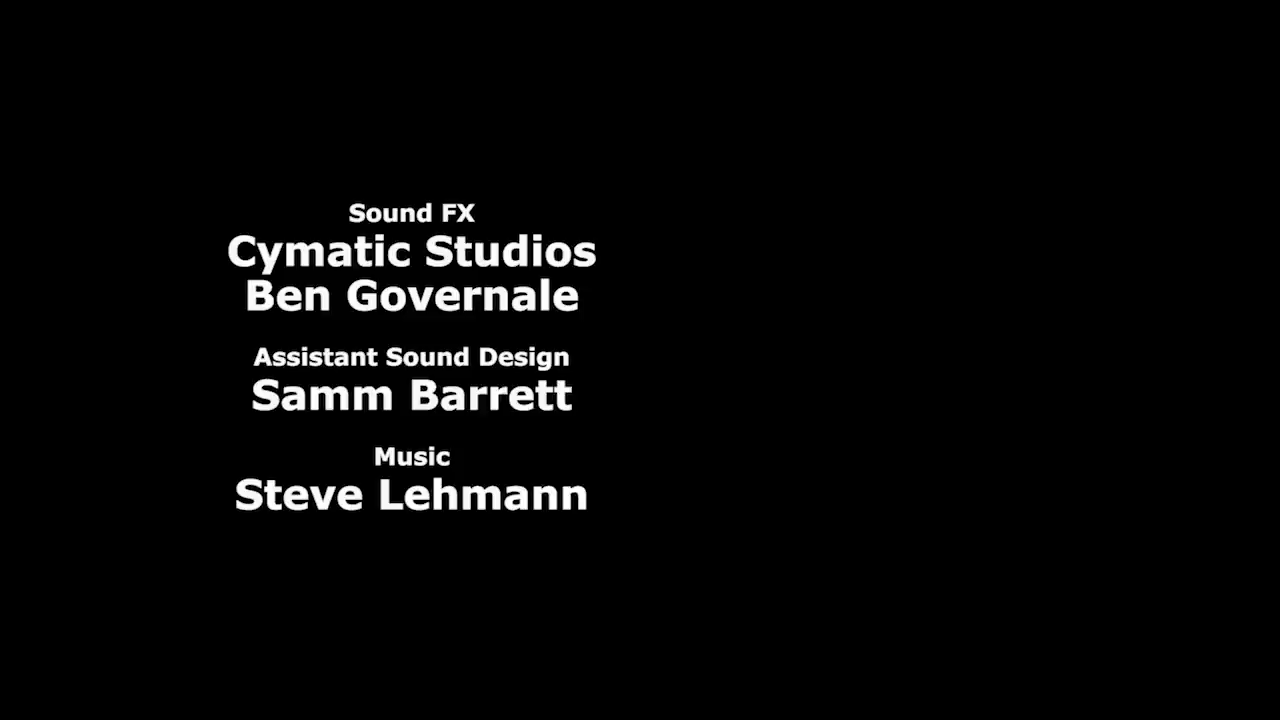 Sound FX
Cymatic Studios
Ben Governale
Assistant Sound Design
Samm Barrett
Music
Steve Lehmann